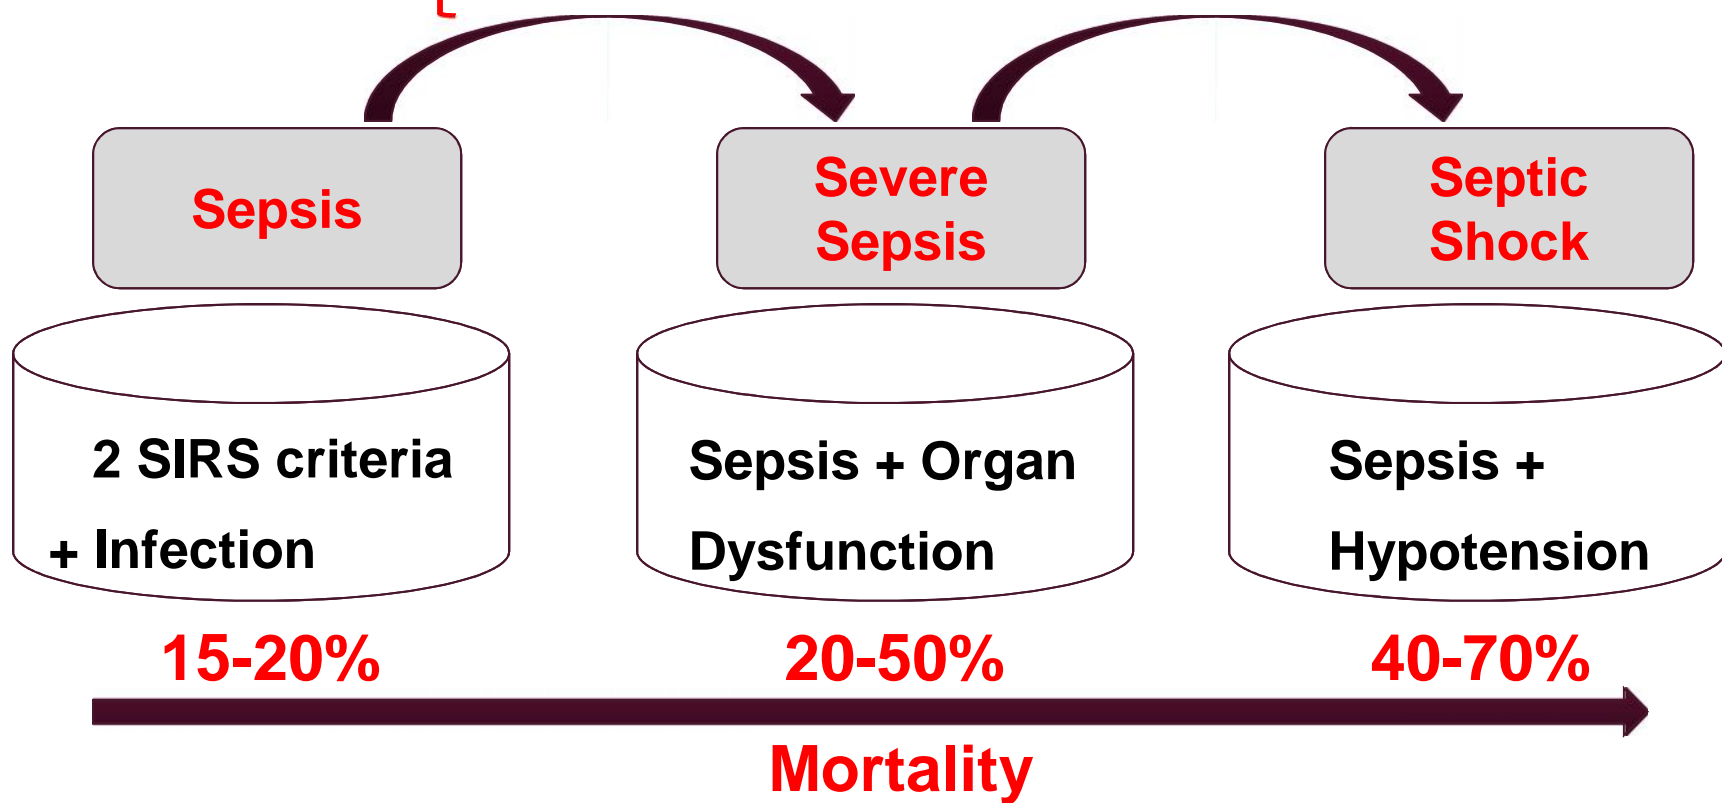 Sepsis
Severe
Sepsis
Septic
Shock
2 SIRS criteria
+ Infection
Sepsis + Organ
Dysfunction
Sepsis +
Hypotension
15-20%
20-50%
40-70%
Mortality